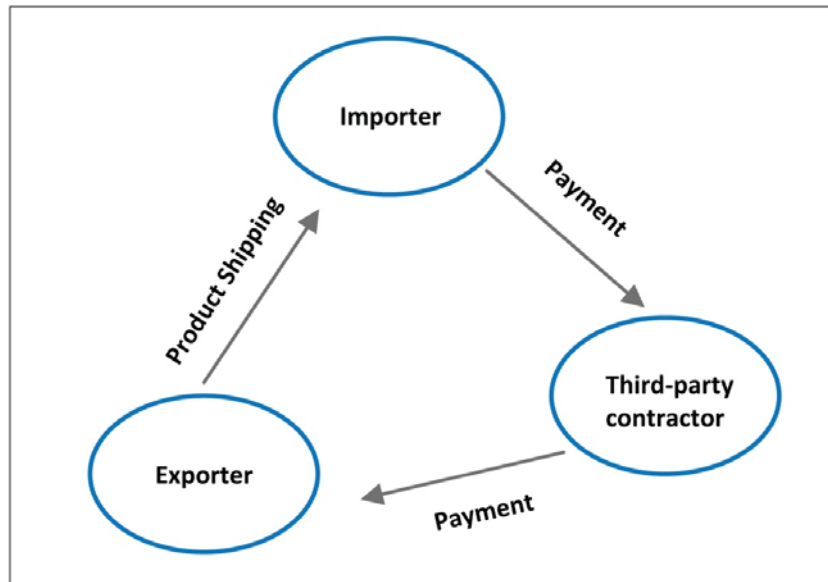 Importer
Payment
Product Shipping
Third-party
contractor
Exporter
Payment